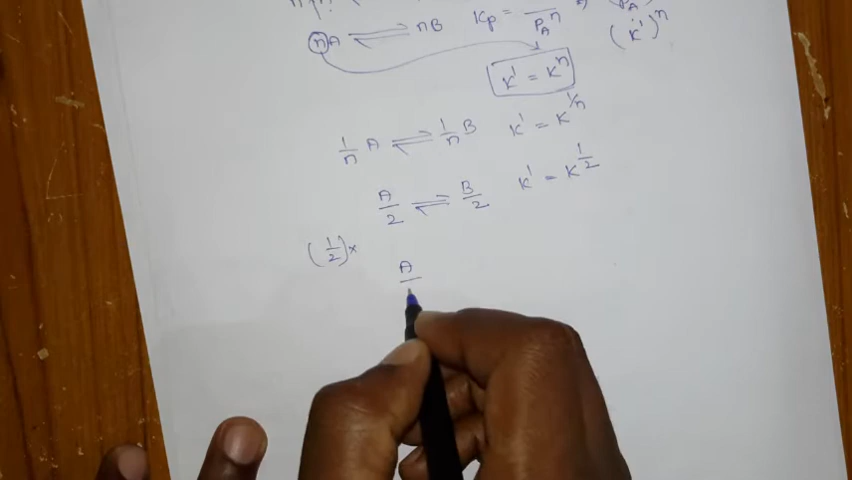 nA ⇌ nB Kp = PA^n (K')^n
K' = K^n
1/n A ⇌ 1/n B K' = K^1/n
A/2 ⇌ B/2 K' = K^1/2
(1/2)×
A